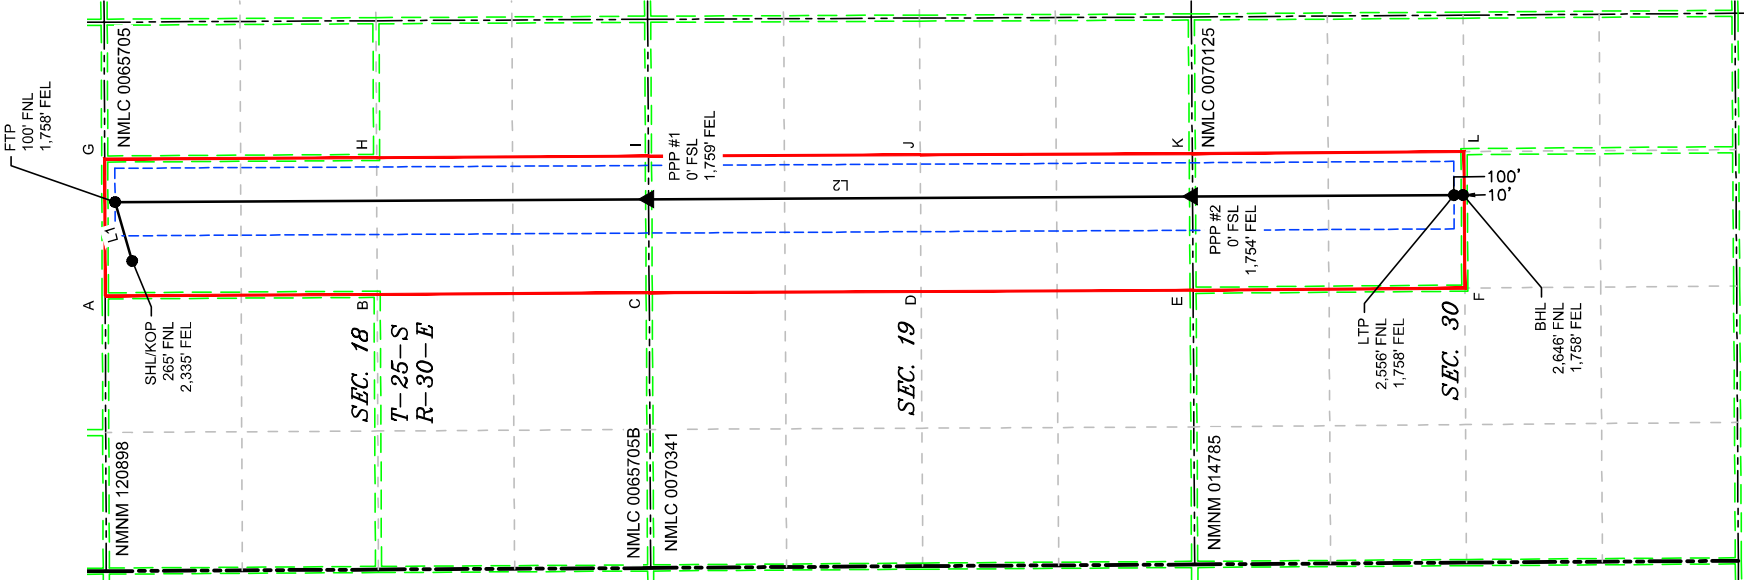 FTP
100' FNL
1,758' FEL
G
NMLC 0065705
H
I
J
K
NMLC 0070125
L
PPP #1
0' FSL
1,759' FEL
L1
L2
100'
10'
PPP #2
0' FSL
1,754' FEL
A
B
C
D
E
F
SHL/KOP
265' FNL
2,335' FEL
SEC. 18
T-25-S
R-30-E
SEC. 19
LTP
2,556' FNL
1,758' FEL
SEC. 30
BHL
2,646' FNL
1,758' FEL
NMNM 120898
NMLC 0065705B
NMLC 0070341
NMNM 014785